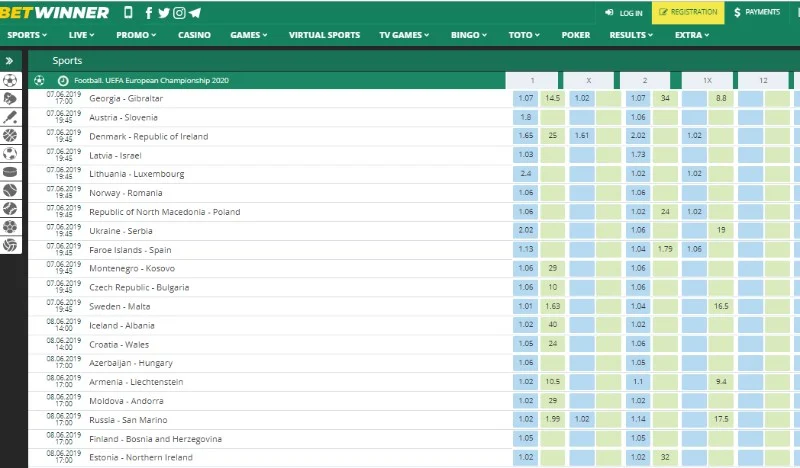 BETWINNER LOG IN REGISTRATION $ PAYMENTS
SPORTS LIVE PROMO CASINO GAMES VIRTUAL SPORTS TV GAMES BINGO TOTO POKER RESULTS EXTRA
Sports
Football. UEFA European Championship 2020 1 X 2 1X 12
07.06.2019 17:00 Georgia - Gibraltar 1.07 14.5 1.02 1.07 34 8.8
07.06.2019 19:45 Austria - Slovenia 1.8 1.06
07.06.2019 19:45 Denmark - Republic of Ireland 1.65 25 1.61 2.02 1.02
07.06.2019 19:45 Latvia - Israel 1.03 1.73
07.06.2019 19:45 Lithuania - Luxembourg 2.4 1.02 1.02
07.06.2019 19:45 Norway - Romania 1.06 1.06
07.06.2019 19:45 Republic of North Macedonia - Poland 1.06 1.02 24 1.02
07.06.2019 19:45 Ukraine - Serbia 2.02 1.06 19
07.06.2019 19:45 Faroe Islands - Spain 1.13 1.04 1.79 1.06
07.06.2019 19:45 Montenegro - Kosovo 1.06 29 1.06
07.06.2019 19:45 Czech Republic - Bulgaria 1.06 10 1.06
07.06.2019 19:45 Sweden - Malta 1.01 1.63 1.04 16.5
08.06.2019 14:00 Iceland - Albania 1.02 40 1.02
08.06.2019 14:00 Croatia - Wales 1.05 24 1.06
08.06.2019 17:00 Azerbaijan - Hungary 1.06 1.05
08.06.2019 17:00 Armenia - Liechtenstein 1.02 10.5 1.1 9.4
08.06.2019 17:00 Moldova - Andorra 1.02 29 1.02
08.06.2019 17:00 Russia - San Marino 1.02 1.99 1.02 1.14 17.5
08.06.2019 17:00 Finland - Bosnia and Herzegovina 1.05 1.05
08.06.2019 17:00 Estonia - Northern Ireland 1.02 1.02 32